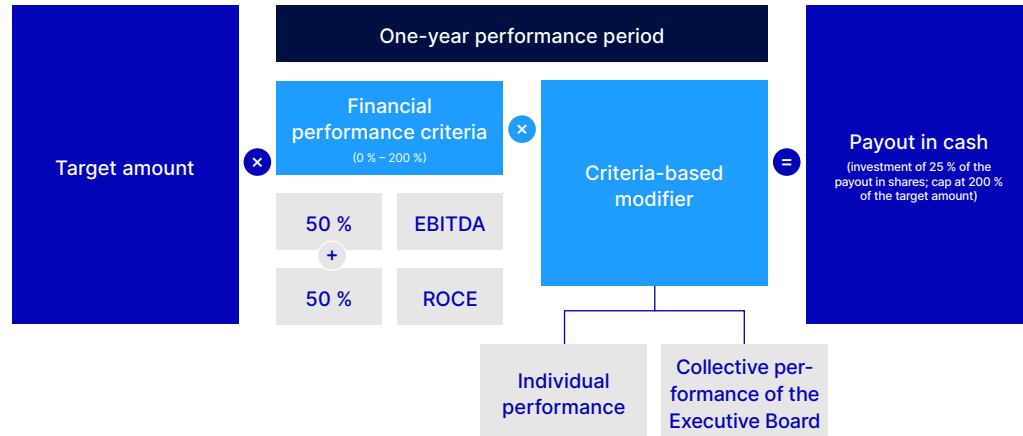 One-year performance period
Target amount
×
Financial
performance criteria
(0 % – 200 %)
×
Criteria-based
modifier
=
Payout in cash
(investment of 25 % of the
payout in shares; cap at 200 %
of the target amount)
50 %
EBITDA
+
50 %
ROCE
Individual
performance
Collective per-
formance of the
Executive Board